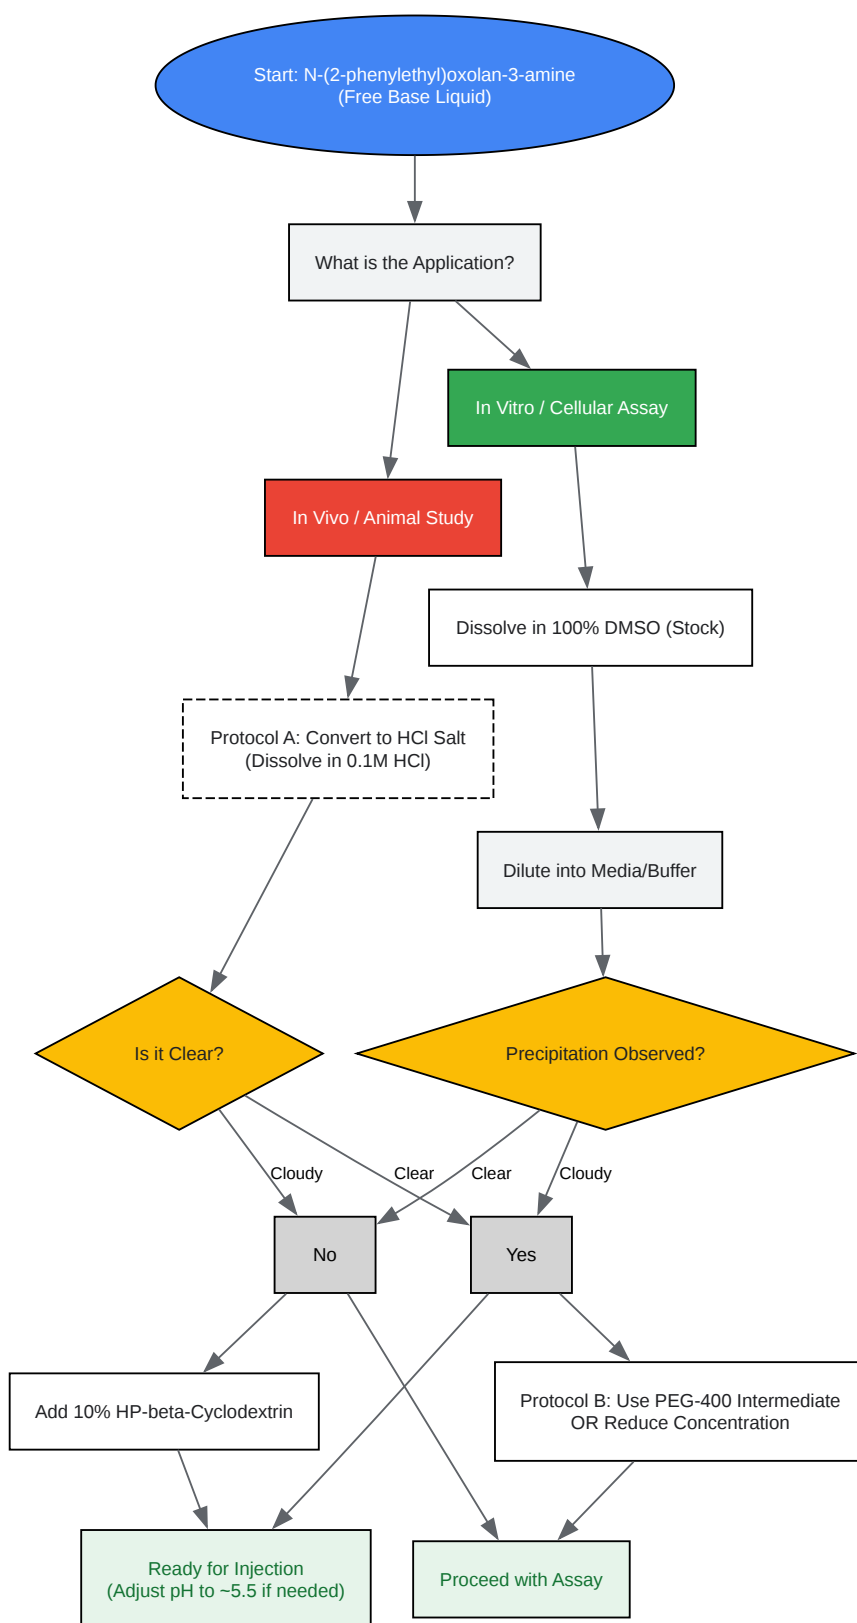 Start: N-(2-phenylethyl)oxolan-3-amine
(Free Base Liquid)
What is the Application?
In Vitro / Cellular Assay
In Vivo / Animal Study
Dissolve in 100% DMSO (Stock)
Protocol A: Convert to HCl Salt
(Dissolve in 0.1M HCl)
Dilute into Media/Buffer
Is it Clear?
Precipitation Observed?
Cloudy
Clear
Clear
Cloudy
No
Yes
Add 10% HP-beta-Cyclodextrin
Protocol B: Use PEG-400 Intermediate
OR Reduce Concentration
Ready for Injection
(Adjust pH to ~5.5 if needed)
Proceed with Assay